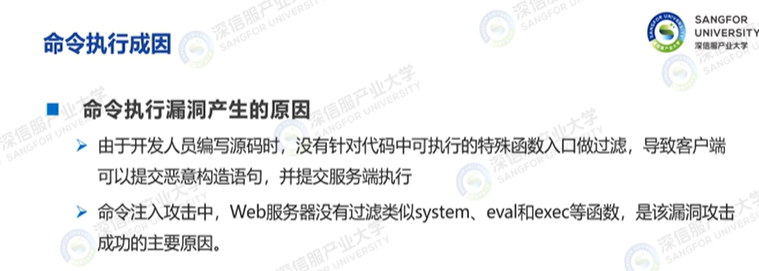 命令执行成因
SANGFOR
UNIVERSITY
深信服产业大学
■ 命令执行漏洞产生的原因
➢ 由于开发人员编写源码时，没有针对代码中可执行的特殊函数入口做过滤，导致客户端
可以提交恶意构造语句，并提交服务端执行
➢ 命令注入攻击中，Web服务器没有过滤类似system、eval和exec等函数，是该漏洞攻击
成功的主要原因。
深信服产业大学
SANGFOR UNIVERSITY